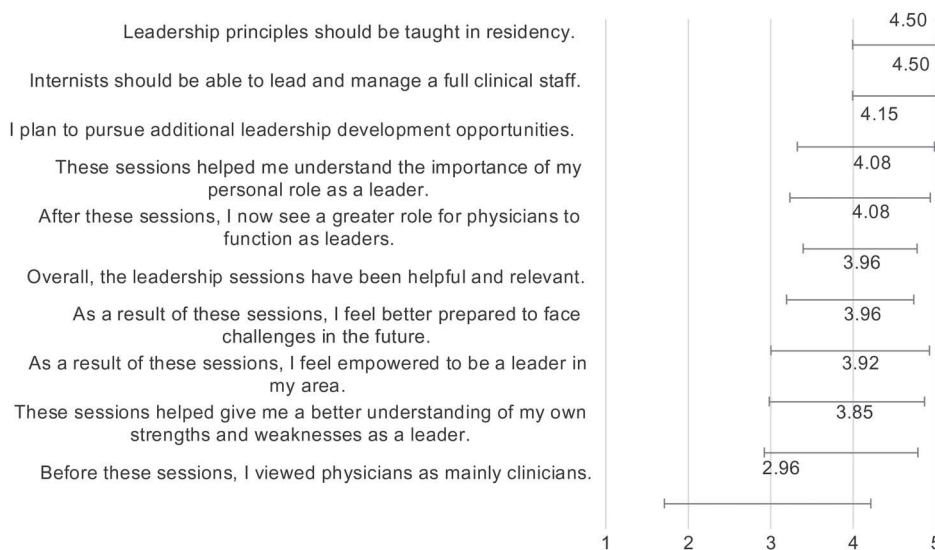 4.50
Leadership principles should be taught in residency.
4.50
Internists should be able to lead and manage a full clinical staff.
4.15
I plan to pursue additional leadership development opportunities.
4.08
These sessions helped me understand the importance of my
personal role as a leader.
4.08
After these sessions, I now see a greater role for physicians to
function as leaders.
3.96
Overall, the leadership sessions have been helpful and relevant.
3.96
As a result of these sessions, I feel better prepared to face
challenges in the future.
3.92
As a result of these sessions, I feel empowered to be a leader in
my area.
3.85
These sessions helped give me a better understanding of my own
strengths and weaknesses as a leader.
2.96
Before these sessions, I viewed physicians as mainly clinicians.
1 2 3 4 5